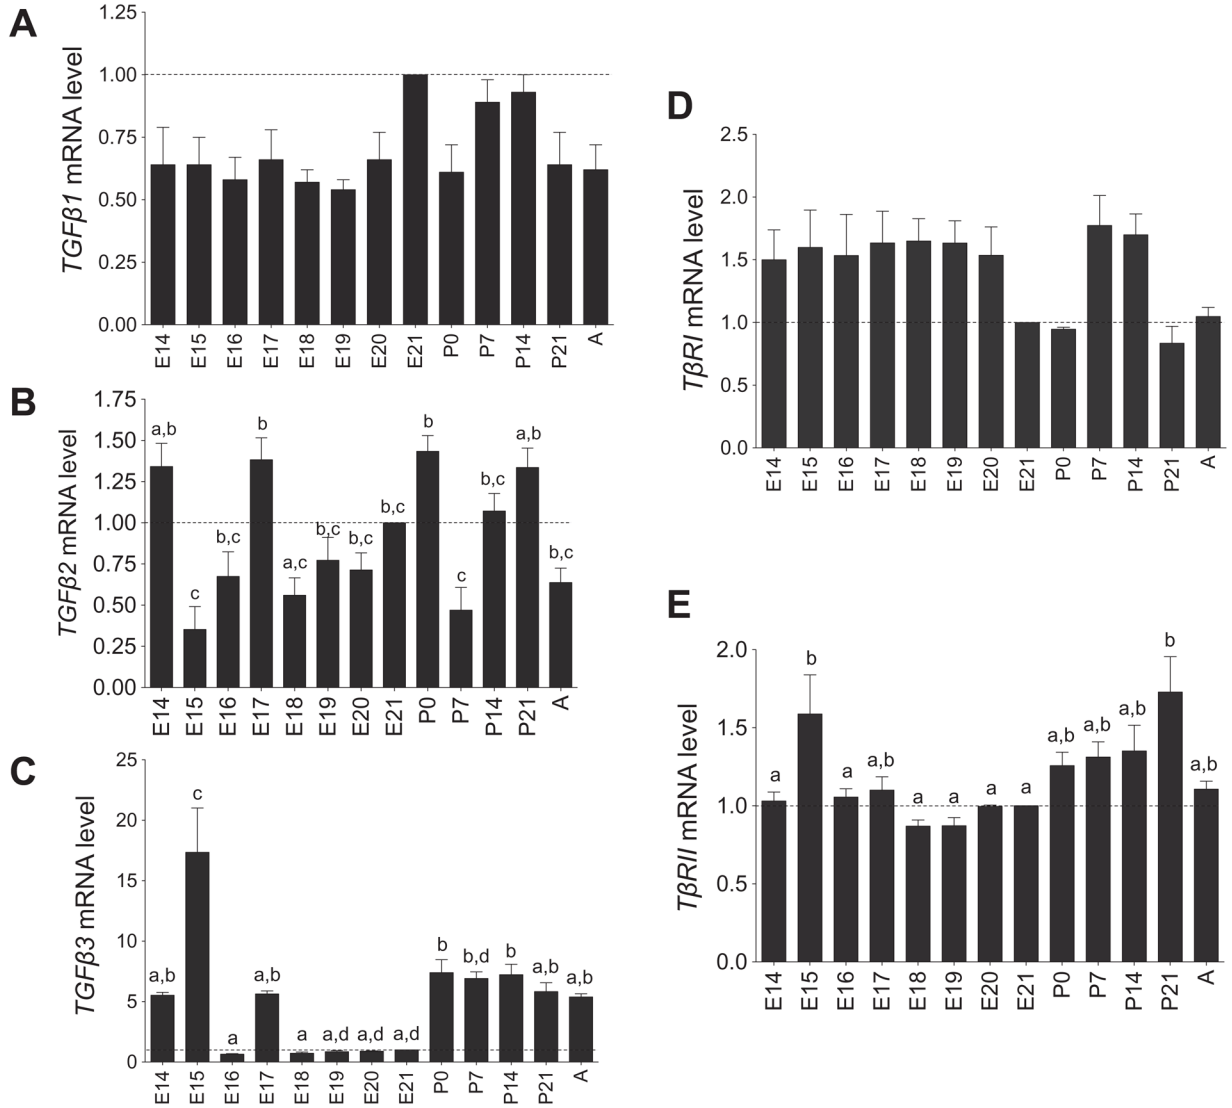 A
TGFβ1 mRNA level
1.25
1.00
0.75
0.50
0.25
0.00
E14 E15 E16 E17 E18 E19 E20 E21 P0 P7 P14 P21 A
B
TGFβ2 mRNA level
1.75
1.50
1.25
1.00
0.75
0.50
0.25
0.00
a,b c b,c b a,c b,c b,c b,c b c b,c a,b b,c
E14 E15 E16 E17 E18 E19 E20 E21 P0 P7 P14 P21 A
C
TGFβ3 mRNA level
25
20
15
10
5
0
a,b c a a,b a a,d a,d a,d b b,d b a,b a,b
E14 E15 E16 E17 E18 E19 E20 E21 P0 P7 P14 P21 A
D
TβRI mRNA level
2.5
2.0
1.5
1.0
0.5
0.0
E14 E15 E16 E17 E18 E19 E20 E21 P0 P7 P14 P21 A
E
TβRII mRNA level
2.0
1.5
1.0
0.5
0.0
a b a a,b a a a a a,b a,b a,b b a,b
E14 E15 E16 E17 E18 E19 E20 E21 P0 P7 P14 P21 A